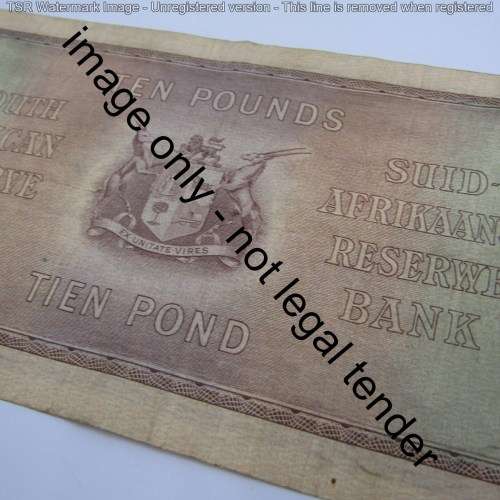 TSR Watermark Image - Unregistered version - This line is removed when registered
TEN POUNDS
SUID-
AFRIKAAN
RESERWE
BANK
EX UNITATE VIRES
TIEN POND
image only - not legal tender